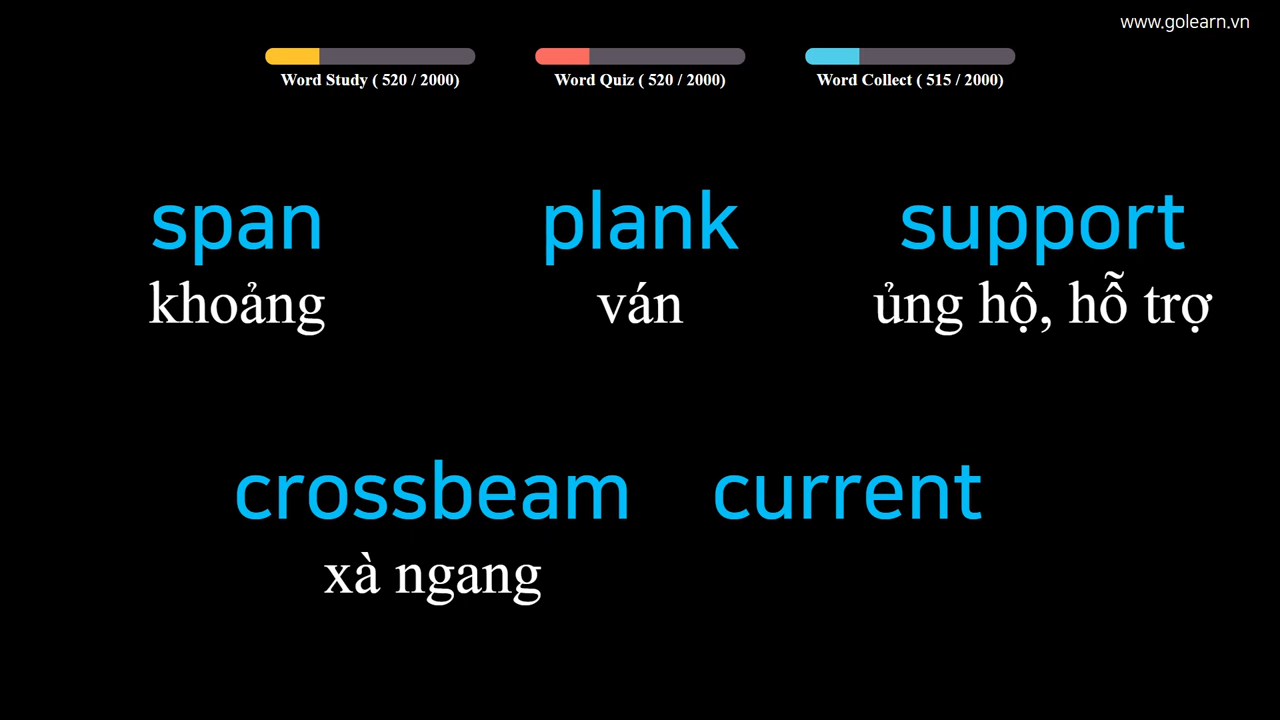 www.golearn.vn
Word Study ( 520 / 2000) Word Quiz ( 520 / 2000) Word Collect ( 515 / 2000)
span plank support
khoảng ván ủng hộ, hỗ trợ
crossbeam current
xà ngang